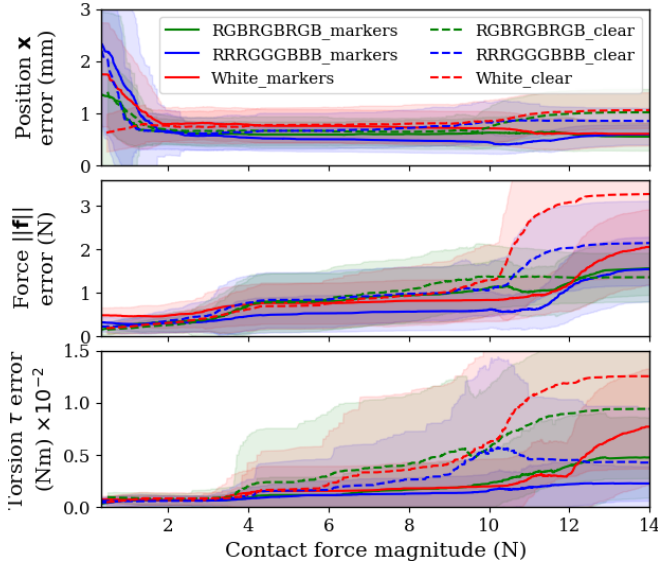 3
2
1
0
Position x
error (mm)
RGBRGBRGB_markers
RRRGGGBBB_markers
White_markers
RGBRGBRGB_clear
RRRGGGBBB_clear
White_clear
3
2
1
0
Force ||f||
error (N)
1.5
1.0
0.5
0.0
Torsion τ error
(Nm) ×10⁻²
2 4 6 8 10 12 14
Contact force magnitude (N)